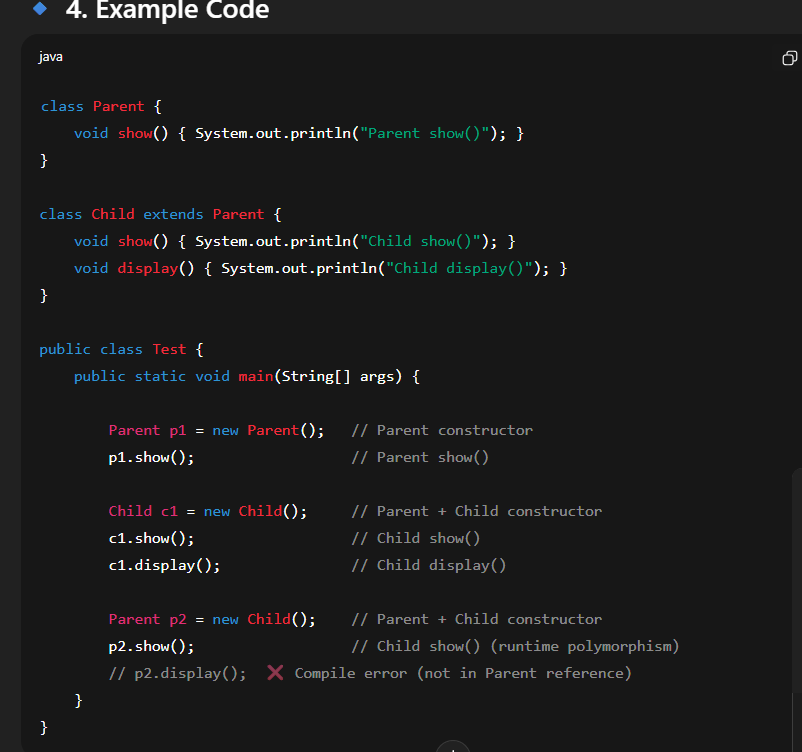 4. Example Code
java
class Parent {
    void show() { System.out.println("Parent show()"); }
}
class Child extends Parent {
    void show() { System.out.println("Child show()"); }
    void display() { System.out.println("Child display()"); }
}
public class Test {
    public static void main(String[] args) {
        Parent p1 = new Parent();   // Parent constructor
        p1.show();                  // Parent show()
        Child c1 = new Child();     // Parent + Child constructor
        c1.show();                  // Child show()
        c1.display();               // Child display()
        Parent p2 = new Child();    // Parent + Child constructor
        p2.show();                  // Child show() (runtime polymorphism)
        // p2.display();  ❌ Compile error (not in Parent reference)
    }
}